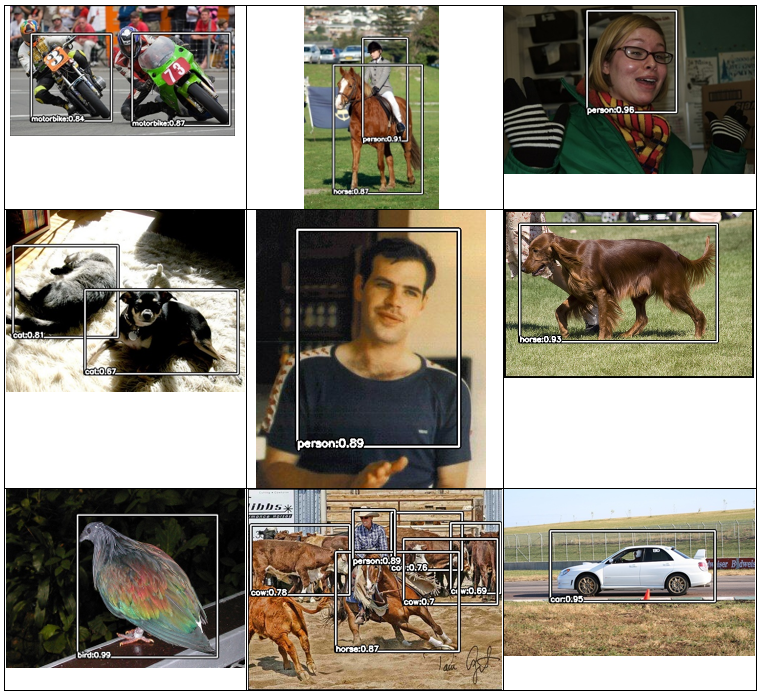 motorbike:0.84
motorbike:0.87
73
person:0.91
horse:0.87
person:0.96
cat:0.81
cat:0.67
person:0.89
horse:0.93
bird:0.99
ibbs
person:0.89
cow:0.76
cow:0.78
cow:0.7
cow:0.69
horse:0.87
car:0.95